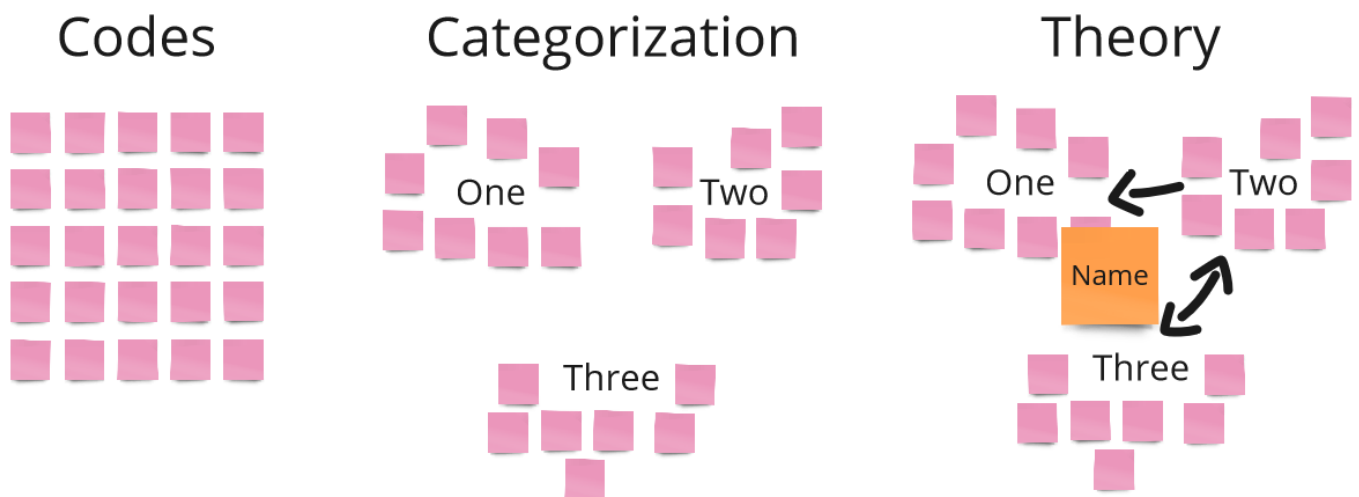 Codes
Categorization
Theory
One
Two
Three
One
Two
Name
Three